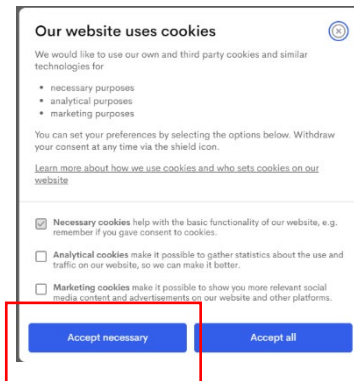 Our website uses cookies
We would like to use our own and third party cookies and similar
technologies for
necessary purposes
analytical purposes
marketing purposes
You can set your preferences by selecting the options below. Withdraw
your consent at any time via the shield icon.
Learn more about how we use cookies and who sets cookies on our
website
Necessary cookies help with the basic functionality of our website, e.g.
remember if you gave consent to cookies.
Analytical cookies make it possible to gather statistics about the use and
traffic on our website, so we can make it better.
Marketing cookies make it possible to show you more relevant social
media content and advertisements on our website and other platforms.
Accept necessary
Accept all